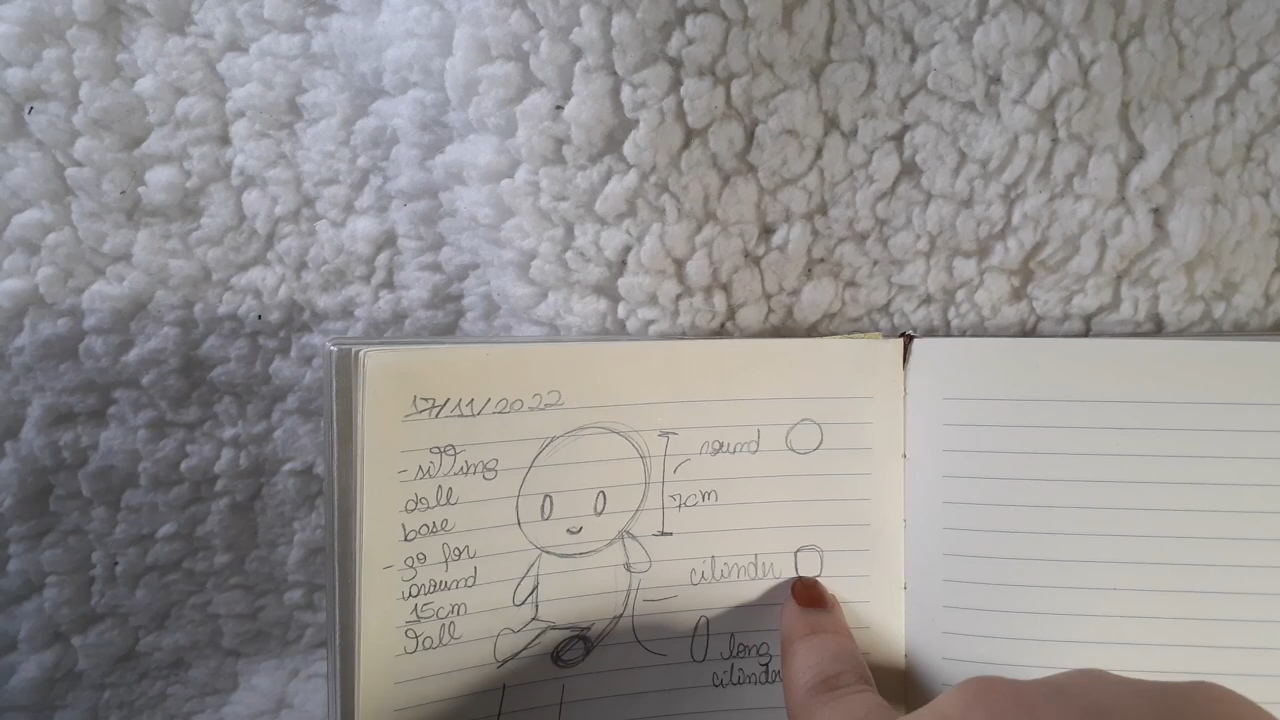 17/11/2022
- sitting
doll
base
- go for
around
15cm
tall
round
7cm
cilinder
long
cilinder